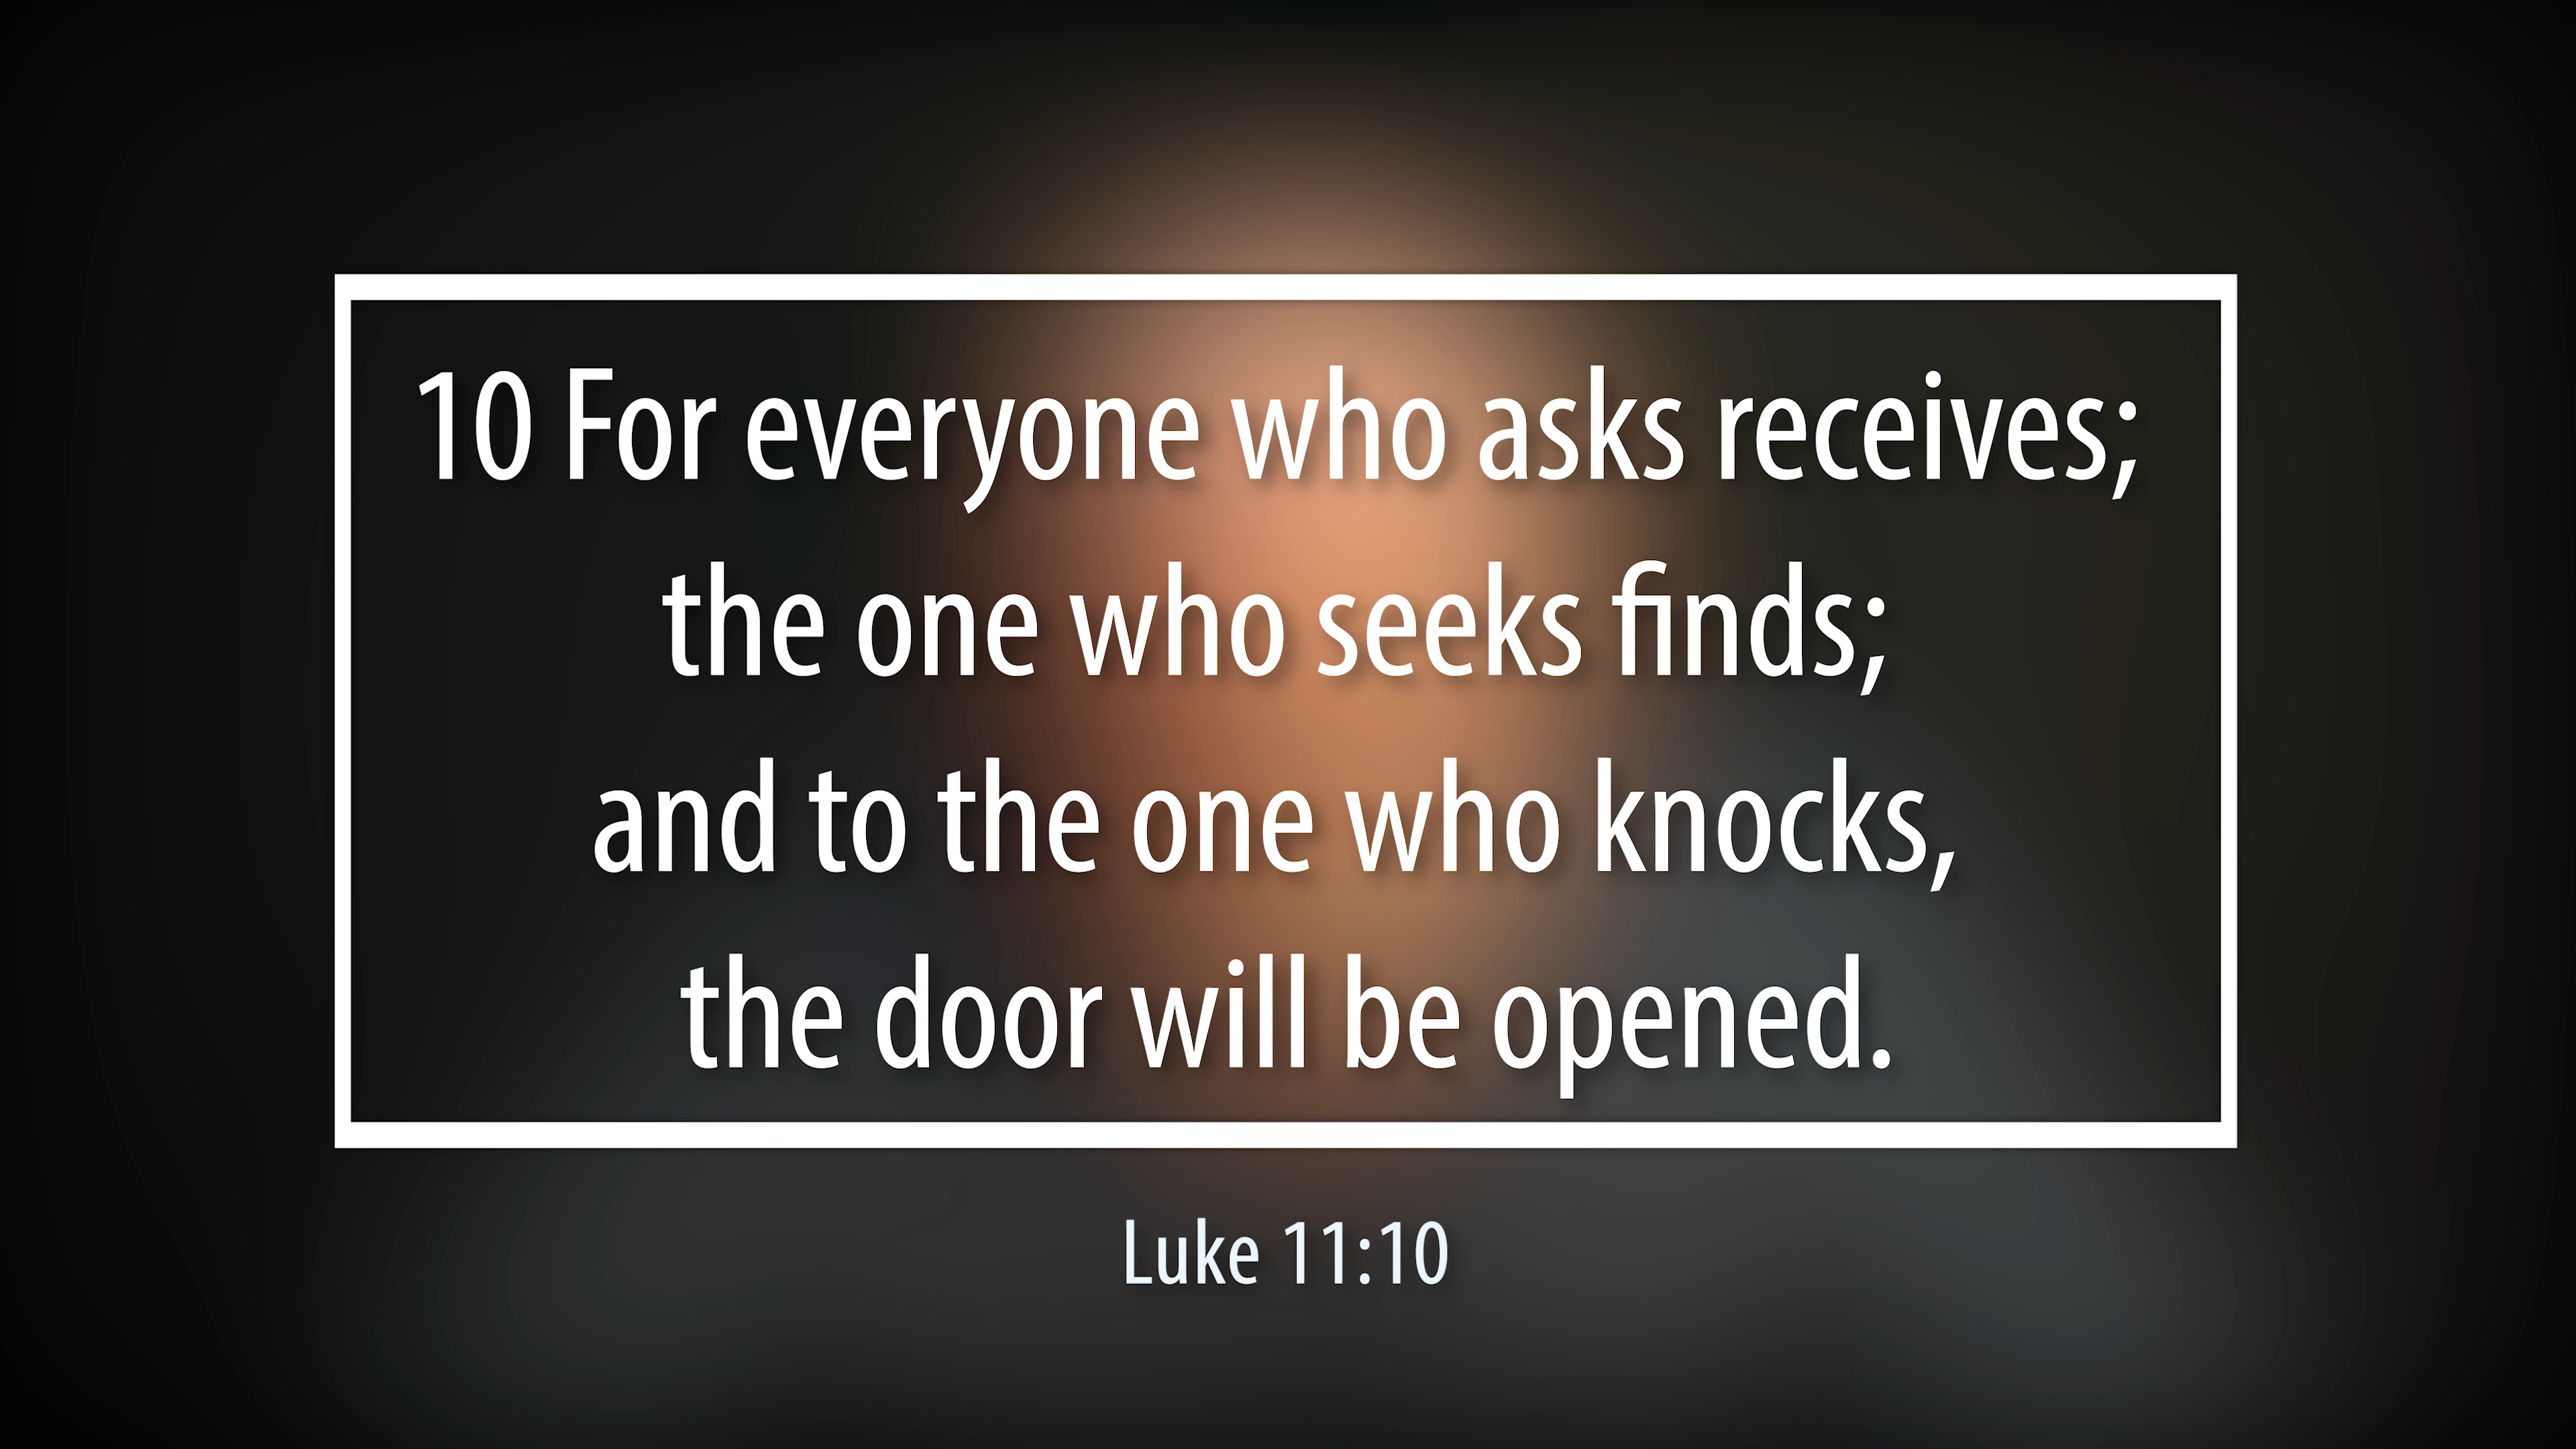 10 For everyone who asks receives;
the one who seeks finds;
and to the one who knocks,
the door will be opened.
Luke 11:10